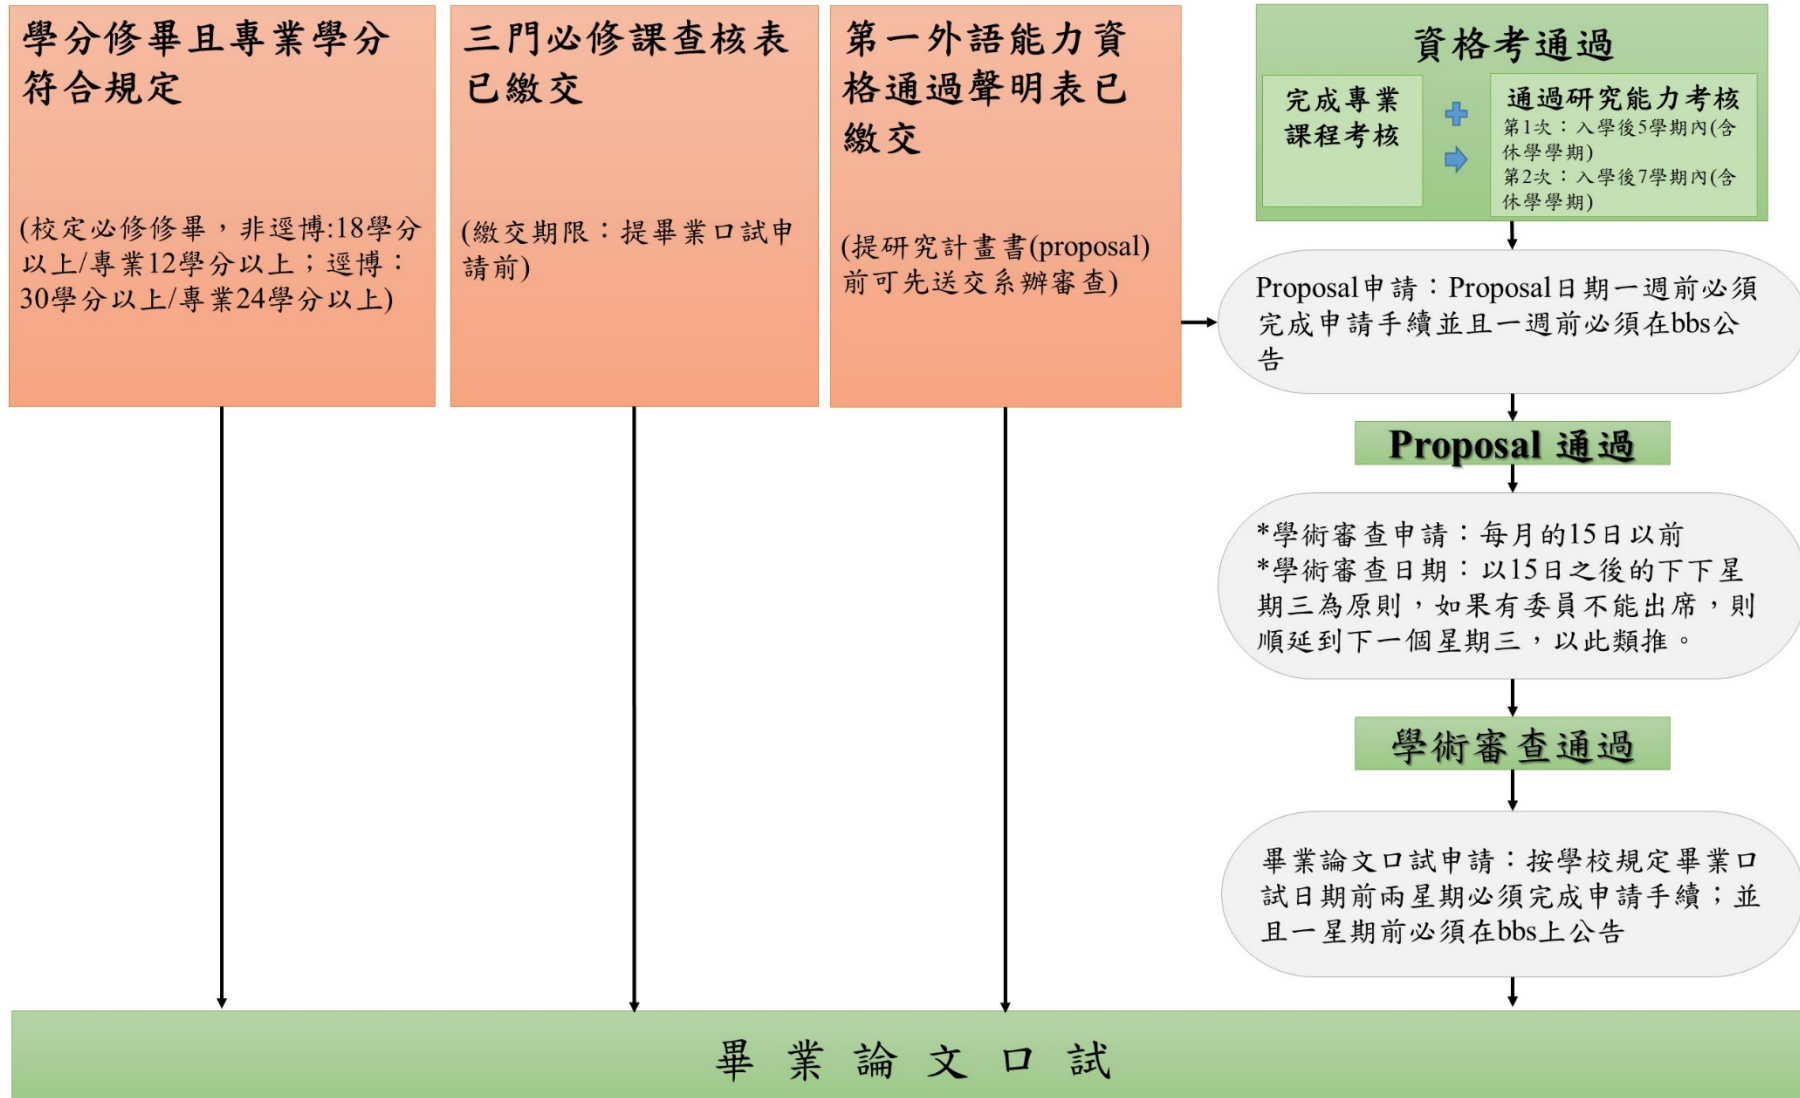 學分修畢且專業學分
符合規定
(校定必修修畢，非逕博:18學分
以上/專業12學分以上；逕博：
30學分以上/專業24學分以上)
三門必修課查核表
已繳交
(繳交期限：提畢業口試申
請前)
第一外語能力資
格通過聲明表已
繳交
(提研究計畫書(proposal)
前可先送交系辦審查)
資格考通過
完成專業
課程考核
通過研究能力考核
第1次：入學後5學期內(含
休學學期)
第2次：入學後7學期內(含
休學學期)
Proposal申請：Proposal日期一週前必須
完成申請手續並且一週前必須在bbs公
告
Proposal 通過
*學術審查申請：每月的15日以前
*學術審查日期：以15日之後的下下星
期三為原則，如果有委員不能出席，則
順延到下一個星期三，以此類推。
學術審查通過
畢業論文口試申請：按學校規定畢業口
試日期前兩星期必須完成申請手續；並
且一星期前必須在bbs上公告
畢業論文口試